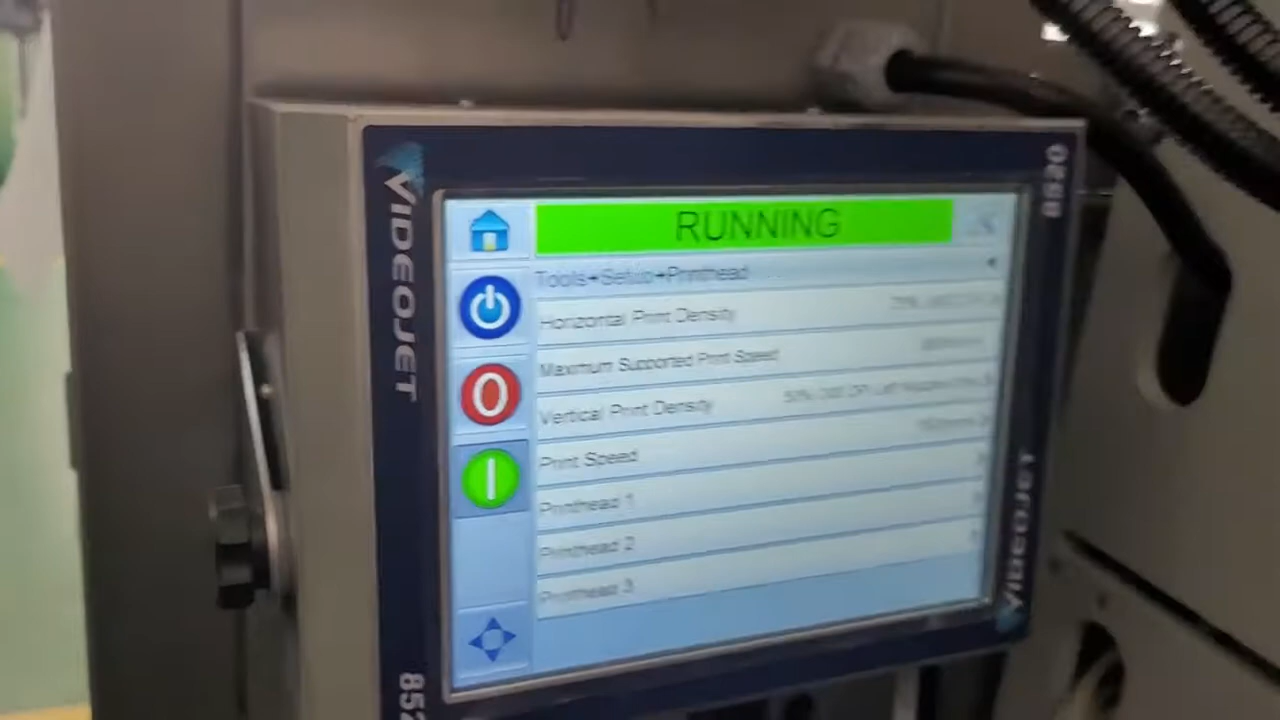 VIDEOJET
8520
RUNNING
Tools→Setup→Printhead
Horizontal Print Density
Maximum Supported Print Speed
Vertical Print Density
Print Speed
Printhead 1
Printhead 2
Printhead 3
VIDEOJET